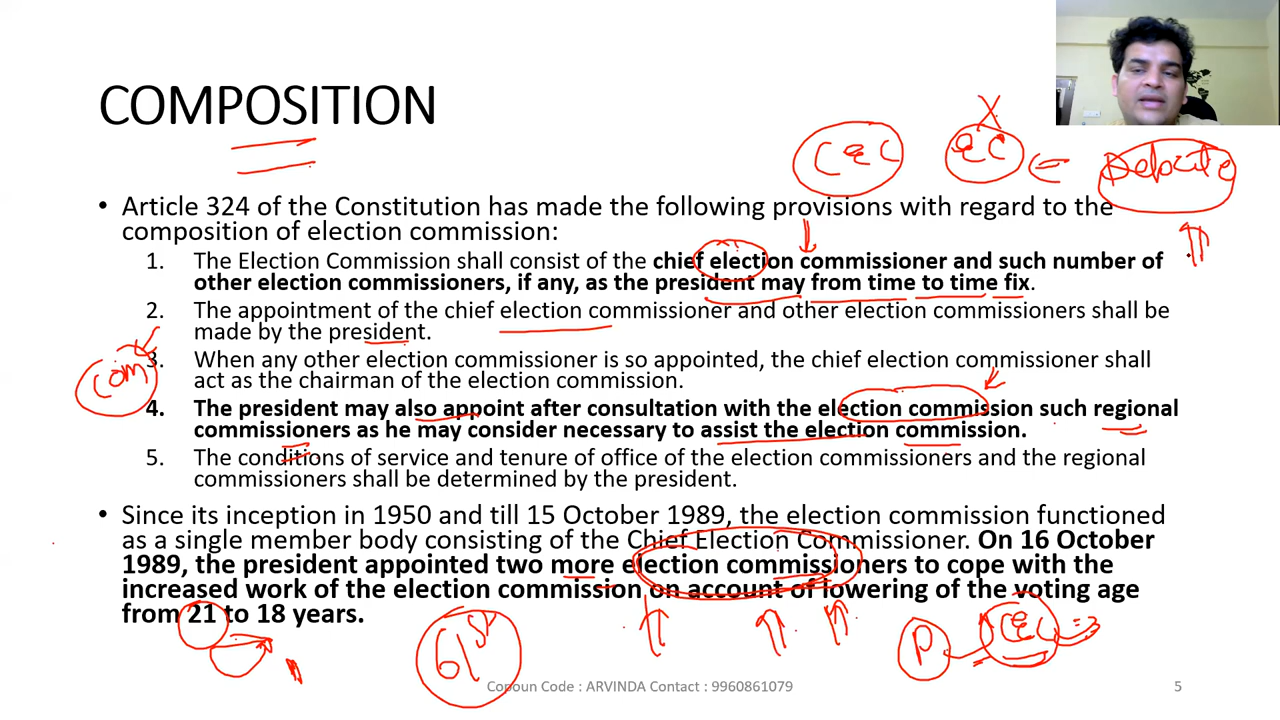 COMPOSITION
CEC EC = Debate
X
• Article 324 of the Constitution has made the following provisions with regard to the
composition of election commission:
1. The Election Commission shall consist of the chief election commissioner and such number of
other election commissioners, if any, as the president may from time to time fix.
2. The appointment of the chief election commissioner and other election commissioners shall be
made by the president.
Com
3. When any other election commissioner is so appointed, the chief election commissioner shall
act as the chairman of the election commission.
4. The president may also appoint after consultation with the election commission such regional
commissioners as he may consider necessary to assist the election commission.
5. The conditions of service and tenure of office of the election commissioners and the regional
commissioners shall be determined by the president.
• Since its inception in 1950 and till 15 October 1989, the election commission functioned
as a single member body consisting of the Chief Election Commissioner. On 16 October
1989, the president appointed two more election commissioners to cope with the
increased work of the election commission on account of lowering of the voting age
from 21 to 18 years.
61st P CEC
Copoun Code : ARVINDA Contact : 9960861079
5